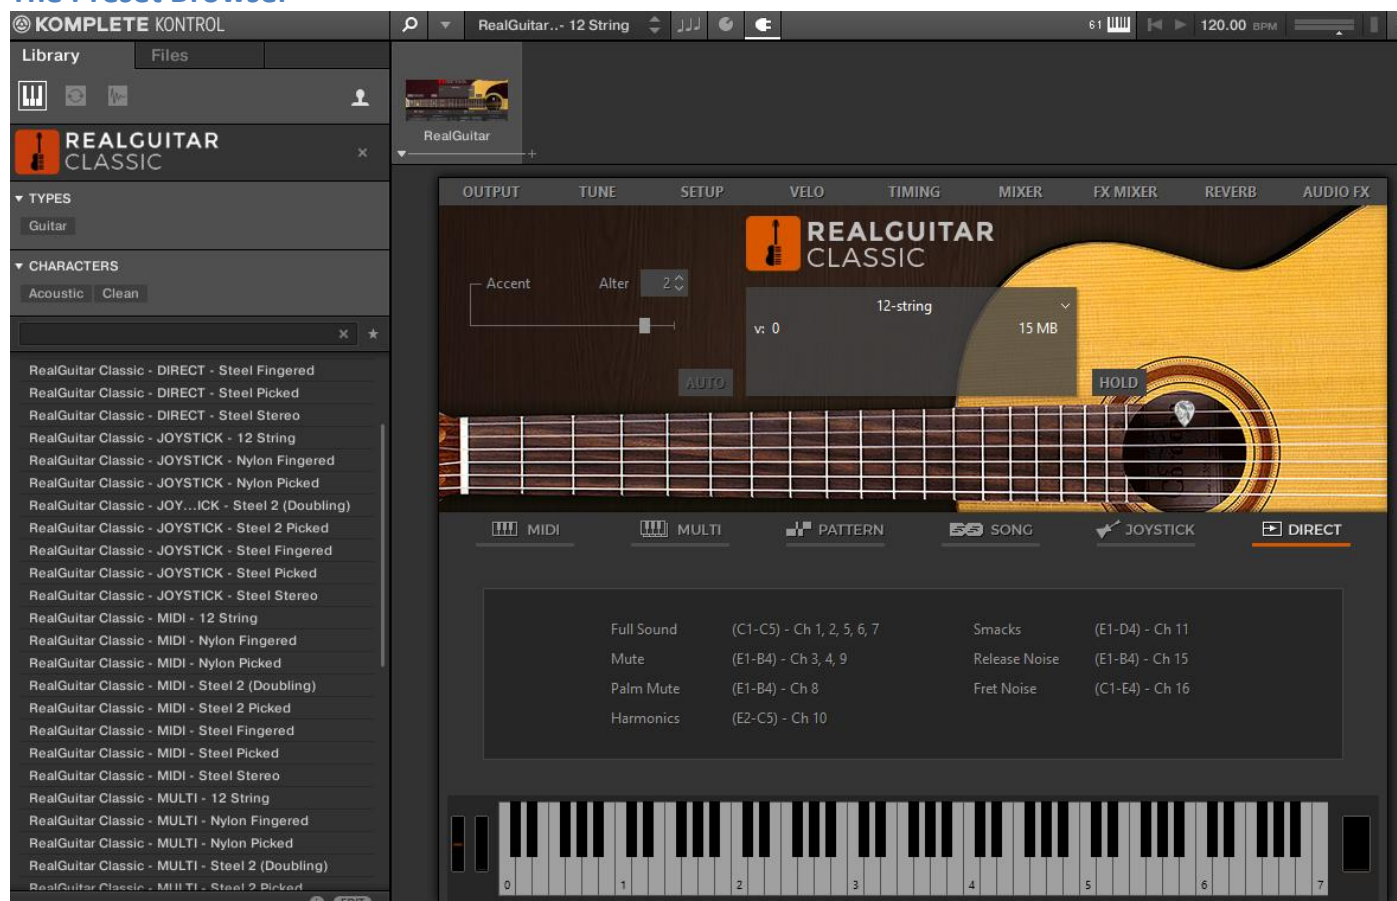 The Preset Browser
KOMPLETE KONTROL
RealGuitar..- 12 String
61
120.00 BPM
Library Files
RealGuitar
REALGUITAR
CLASSIC
TYPES
Guitar
CHARACTERS
Acoustic Clean
RealGuitar Classic - DIRECT - Steel Fingered
RealGuitar Classic - DIRECT - Steel Picked
RealGuitar Classic - DIRECT - Steel Stereo
RealGuitar Classic - JOYSTICK - 12 String
RealGuitar Classic - JOYSTICK - Nylon Fingered
RealGuitar Classic - JOYSTICK - Nylon Picked
RealGuitar Classic - JOY...ICK - Steel 2 (Doubling)
RealGuitar Classic - JOYSTICK - Steel 2 Picked
RealGuitar Classic - JOYSTICK - Steel Fingered
RealGuitar Classic - JOYSTICK - Steel Picked
RealGuitar Classic - JOYSTICK - Steel Stereo
RealGuitar Classic - MIDI - 12 String
RealGuitar Classic - MIDI - Nylon Fingered
RealGuitar Classic - MIDI - Nylon Picked
RealGuitar Classic - MIDI - Steel 2 (Doubling)
RealGuitar Classic - MIDI - Steel 2 Picked
RealGuitar Classic - MIDI - Steel Fingered
RealGuitar Classic - MIDI - Steel Picked
RealGuitar Classic - MIDI - Steel Stereo
RealGuitar Classic - MULTI - 12 String
RealGuitar Classic - MULTI - Nylon Fingered
RealGuitar Classic - MULTI - Nylon Picked
RealGuitar Classic - MULTI - Steel 2 (Doubling)
RealGuitar Classic - MULTI - Steel 2 Picked
EDIT
OUTPUT TUNE SETUP VELO TIMING MIXER FX MIXER REVERB AUDIO FX
REALGUITAR
CLASSIC
Accent Alter 2
12-string
v: 0 15 MB
AUTO HOLD
MIDI MULTI PATTERN SONG JOYSTICK DIRECT
Full Sound (C1-C5) - Ch 1, 2, 5, 6, 7 Smacks (E1-D4) - Ch 11
Mute (E1-B4) - Ch 3, 4, 9 Release Noise (E1-B4) - Ch 15
Palm Mute (E1-B4) - Ch 8 Fret Noise (C1-E4) - Ch 16
Harmonics (E2-C5) - Ch 10
0 1 2 3 4 5 6 7